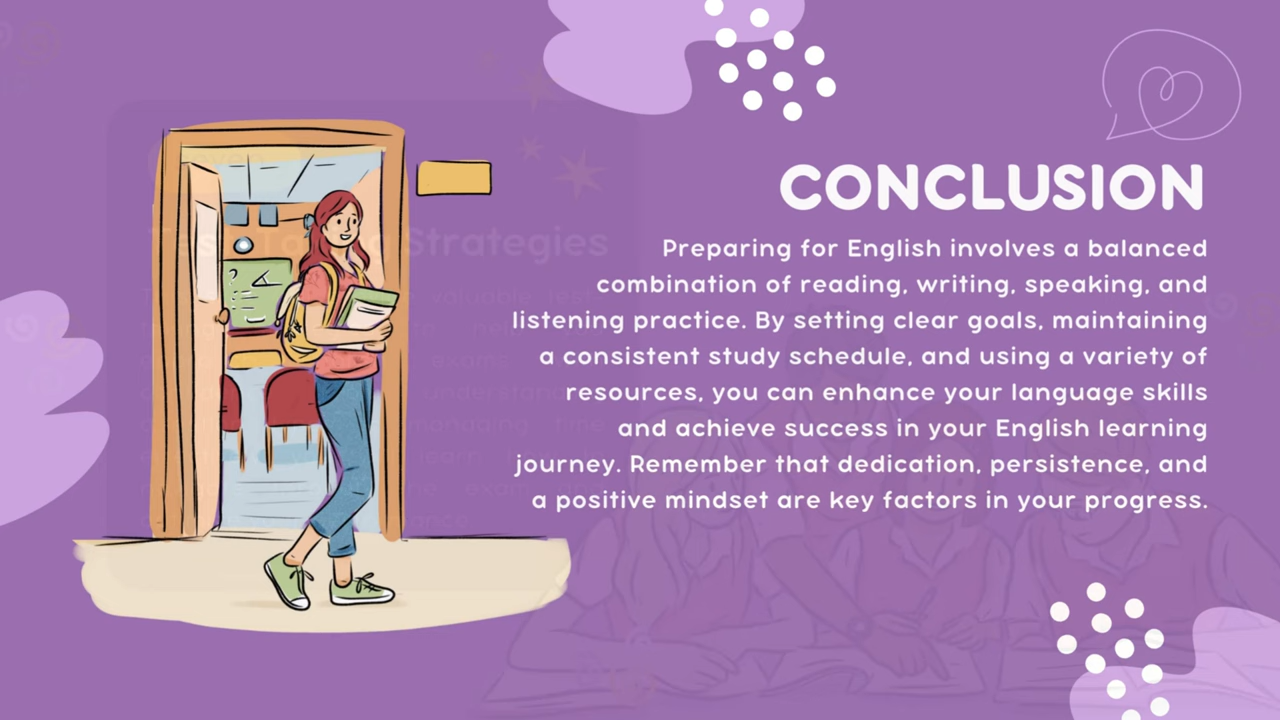 CONCLUSION
Preparing for English involves a balanced
combination of reading, writing, speaking, and
listening practice. By setting clear goals, maintaining
a consistent study schedule, and using a variety of
resources, you can enhance your language skills
and achieve success in your English learning
journey. Remember that dedication, persistence, and
a positive mindset are key factors in your progress.
Strategies